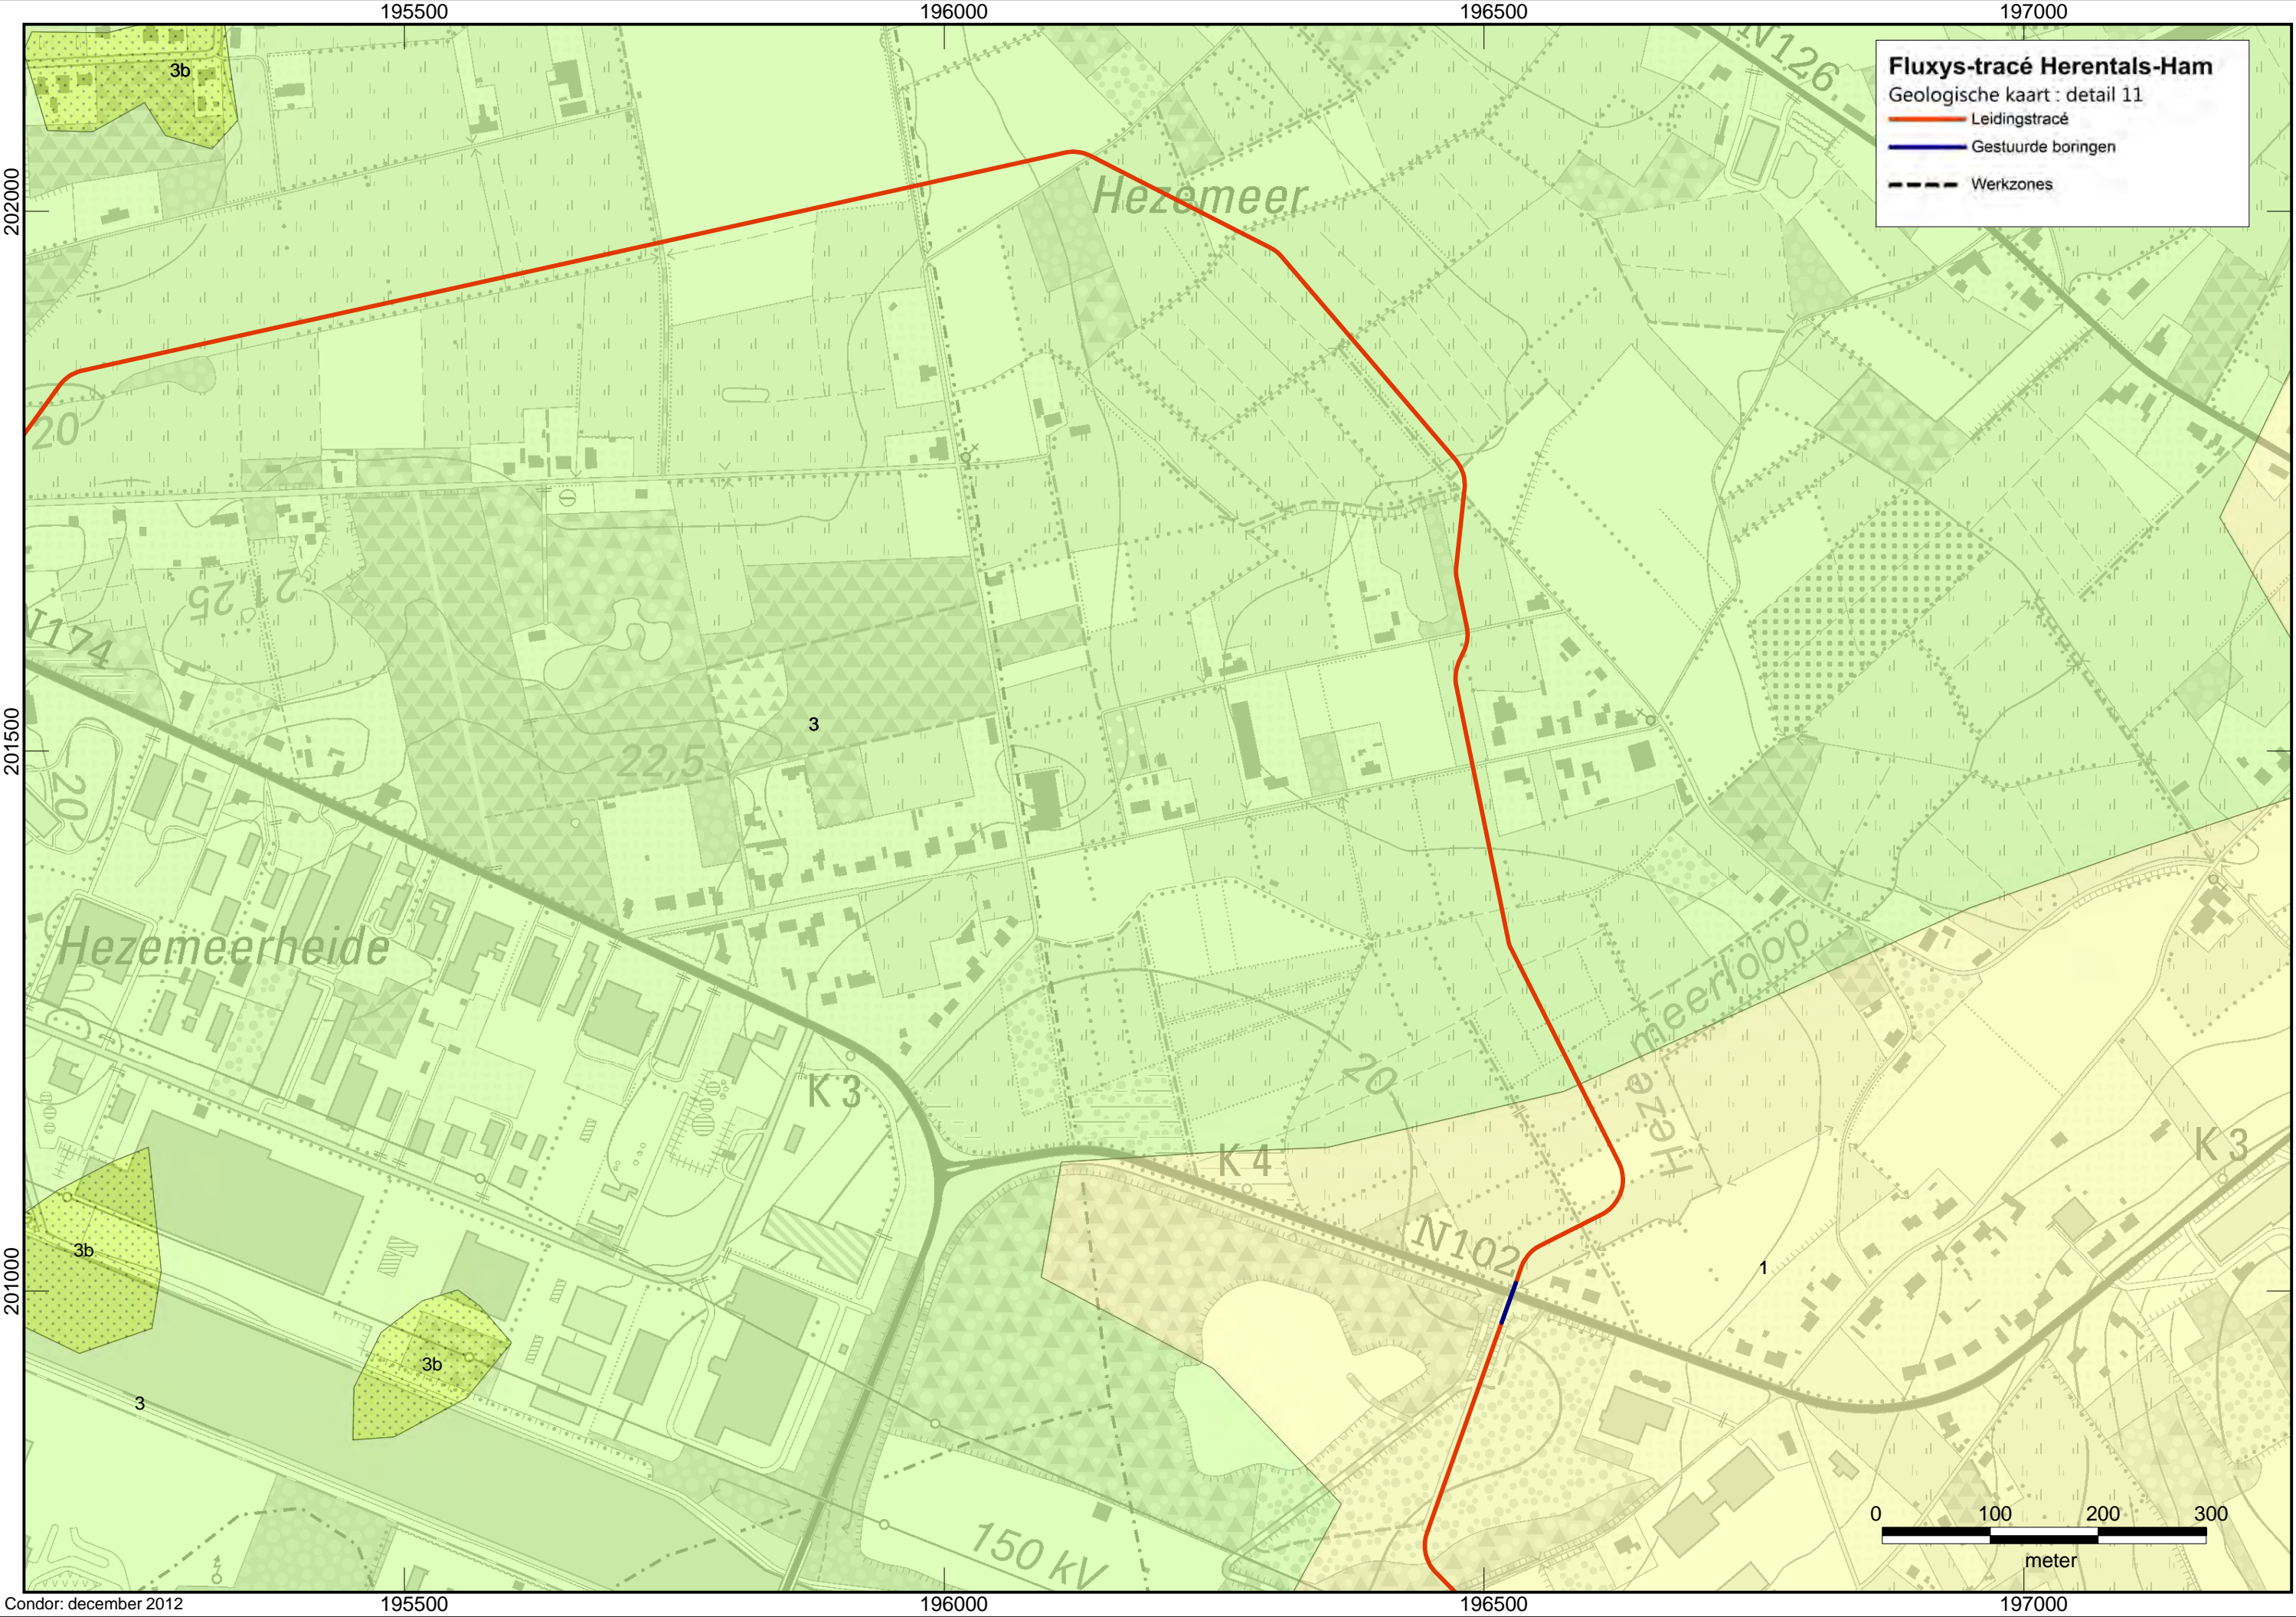 195500 196000 196500 197000
Fluxys-tracé Herentals-Ham
Geologische kaart : detail 11
Leidingstracé
Gestuurde boringen
Werkzones
N126
3b
202000
Hezemeer
20
21,25
N174
3
201500
22,5
20
Hezemeerheide
Hezemeerloop
20
K 3
K 4
K 3
N102
201000
3b
1
3b
3
150 kV
0 100 200 300
meter
Condor: december 2012
195500 196000 196500 197000